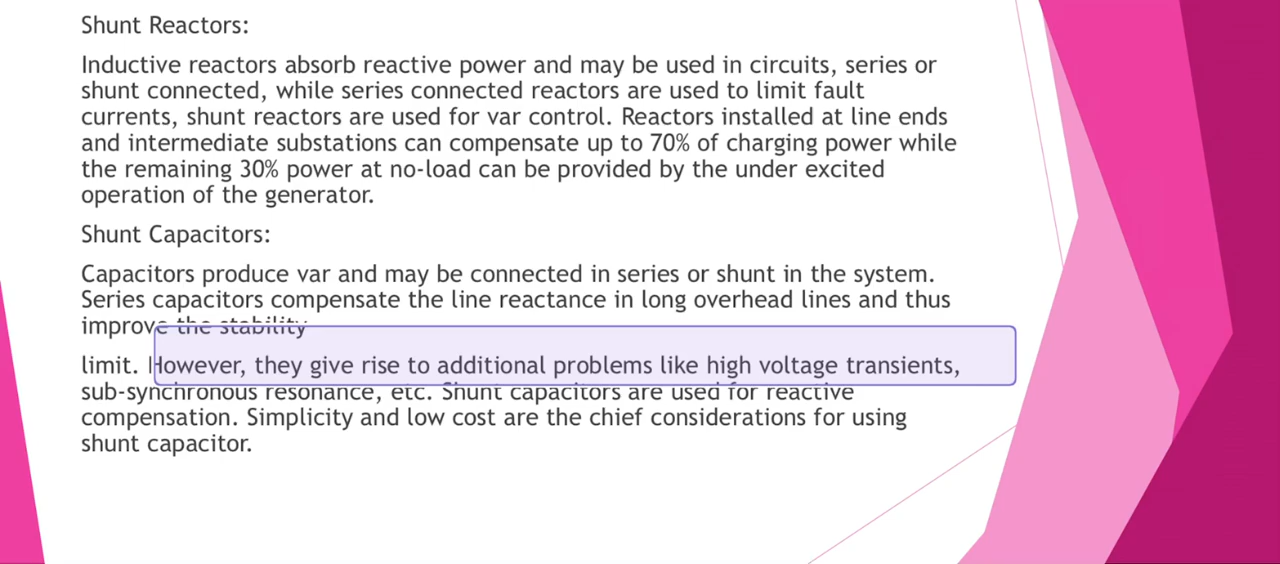 Shunt Reactors:
Inductive reactors absorb reactive power and may be used in circuits, series or
shunt connected, while series connected reactors are used to limit fault
currents, shunt reactors are used for var control. Reactors installed at line ends
and intermediate substations can compensate up to 70% of charging power while
the remaining 30% power at no-load can be provided by the under excited
operation of the generator.
Shunt Capacitors:
Capacitors produce var and may be connected in series or shunt in the system.
Series capacitors compensate the line reactance in long overhead lines and thus
improve the stability
limit. However, they give rise to additional problems like high voltage transients,
sub-synchronous resonance, etc. Shunt capacitors are used for reactive
compensation. Simplicity and low cost are the chief considerations for using
shunt capacitor.